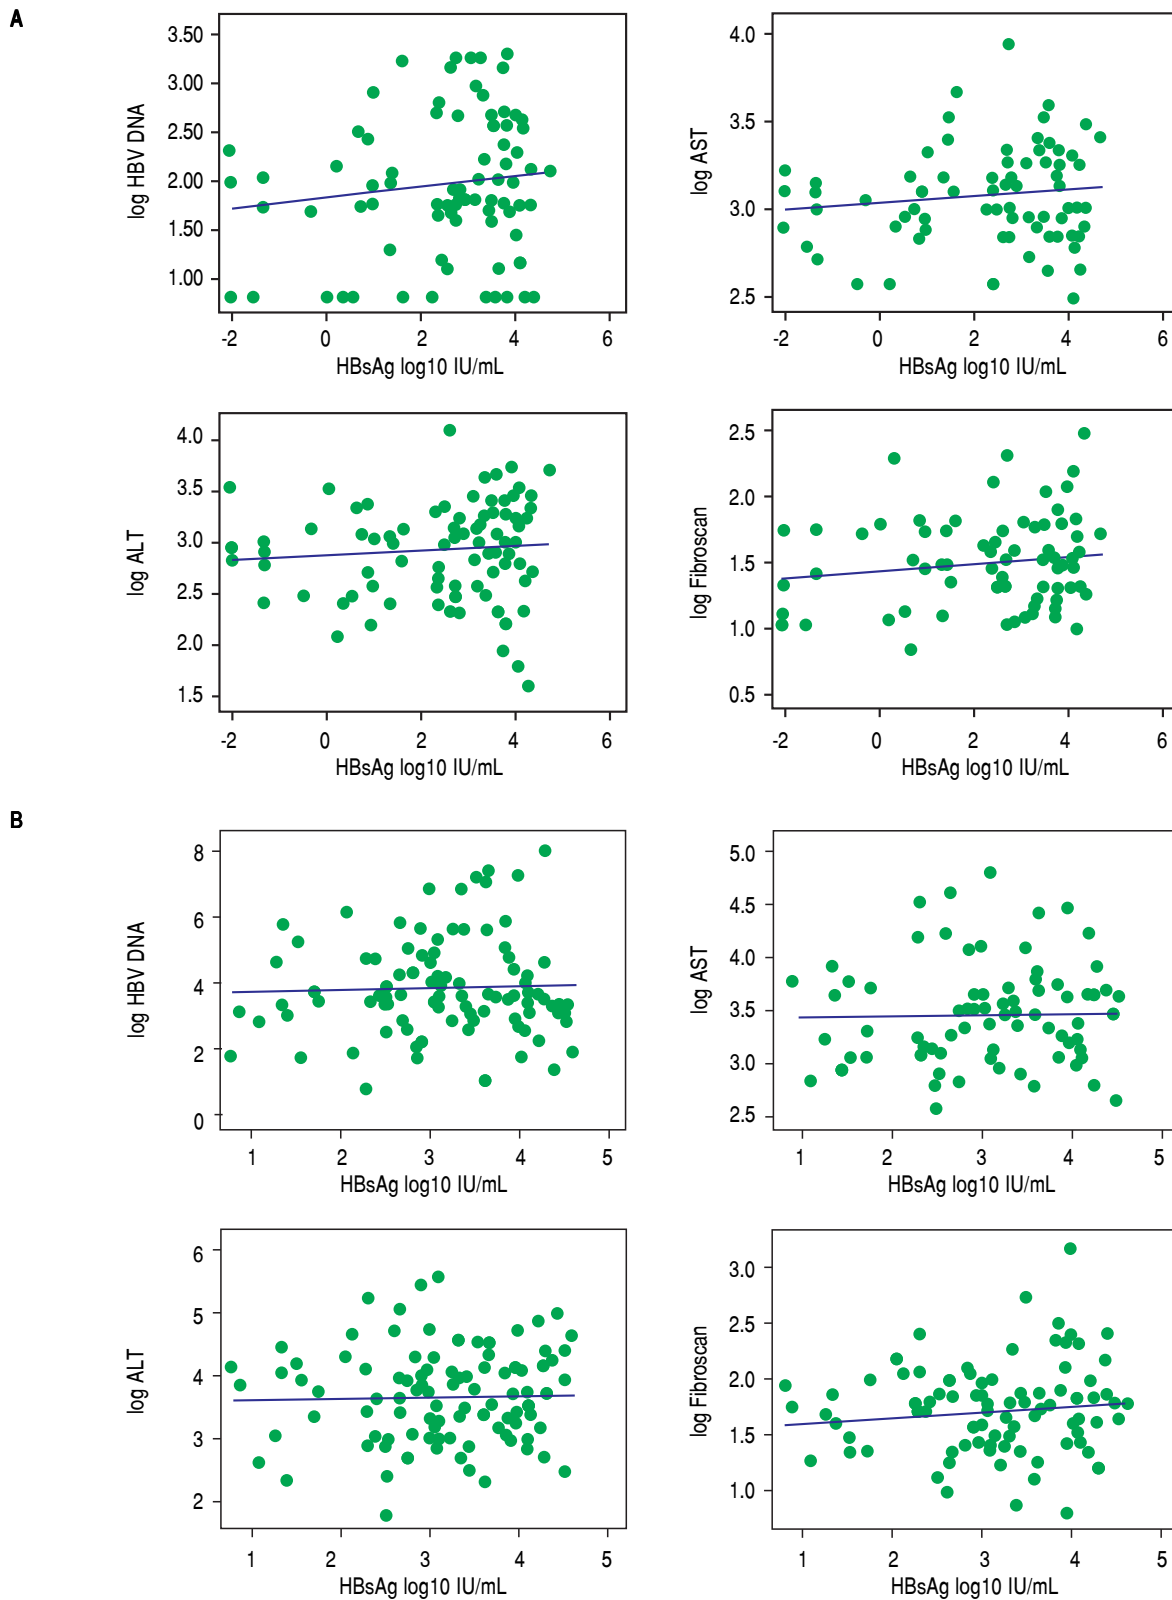 A
log HBV DNA
3.50
3.00
2.50
2.00
1.50
1.00
-2 0 2 4 6
HBsAg log10 IU/mL
log AST
4.0
3.5
3.0
2.5
-2 0 2 4 6
HBsAg log10 IU/mL
log ALT
4.0
3.5
3.0
2.5
2.0
1.5
-2 0 2 4 6
HBsAg log10 IU/mL
log Fibroscan
2.5
2.0
1.5
1.0
0.5
-2 0 2 4 6
HBsAg log10 IU/mL
B
log HBV DNA
8
6
4
2
0
1 2 3 4 5
HBsAg log10 IU/mL
log AST
5.0
4.5
4.0
3.5
3.0
2.5
1 2 3 4 5
HBsAg log10 IU/mL
log ALT
6
5
4
3
2
1 2 3 4 5
HBsAg log10 IU/mL
log Fibroscan
3.0
2.5
2.0
1.5
1.0
1 2 3 4 5
HBsAg log10 IU/mL